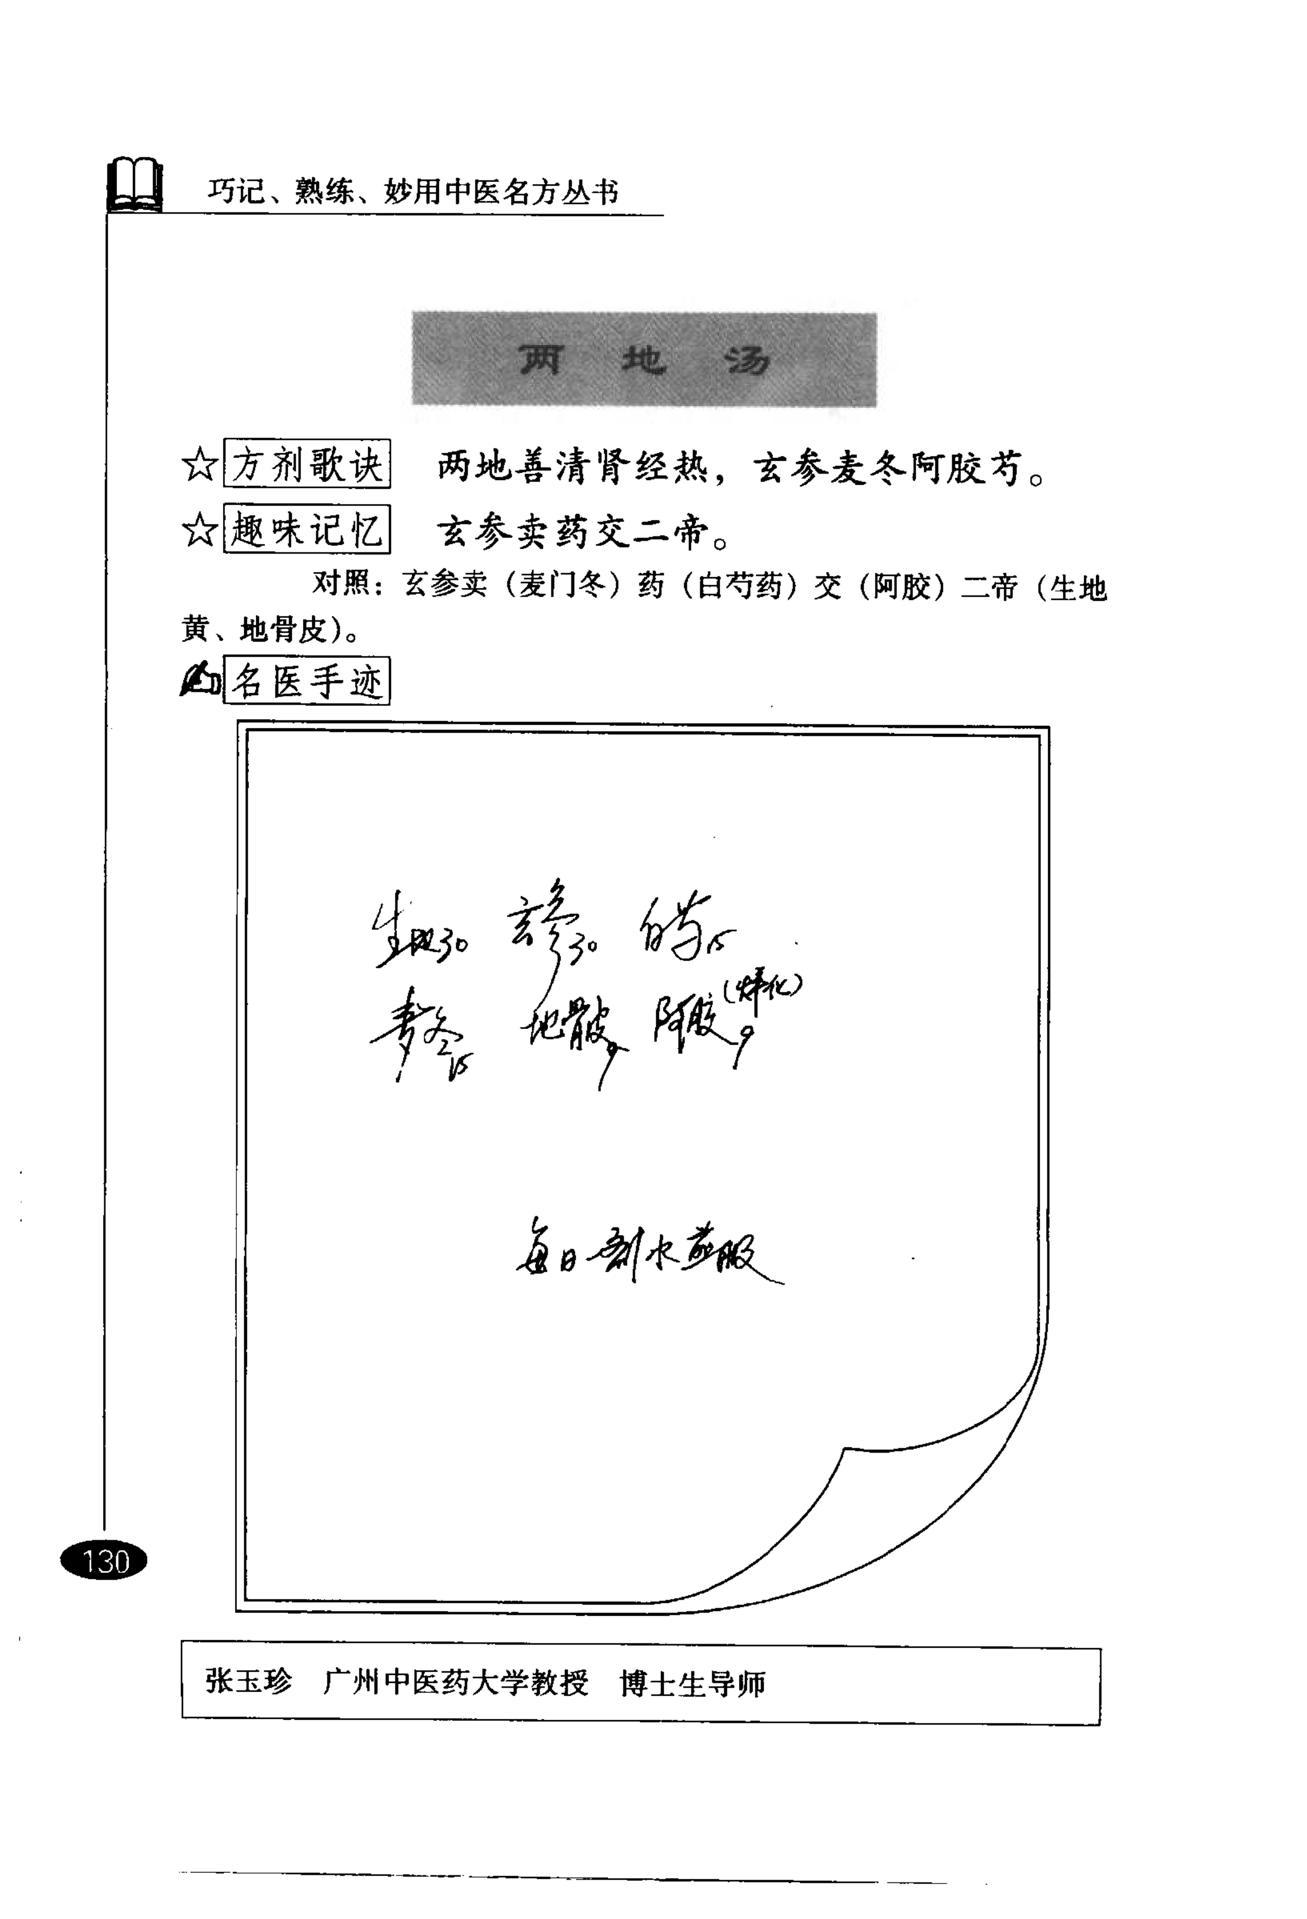 巧记、熟练、妙用中医名方丛书
两地汤
☆方剂歌诀 两地善清肾经热，玄参麦冬阿胶芍。
☆趣味记忆 玄参卖药交二帝。
对照：玄参卖（麦门冬）药（白芍药）交（阿胶）二帝（生地
黄、地骨皮）。
名医手迹
生地30 玄参30 白芍15
麦冬15 地骨皮9 阿胶9（烊化）
每日一剂水煎服
130
张玉珍 广州中医药大学教授 博士生导师